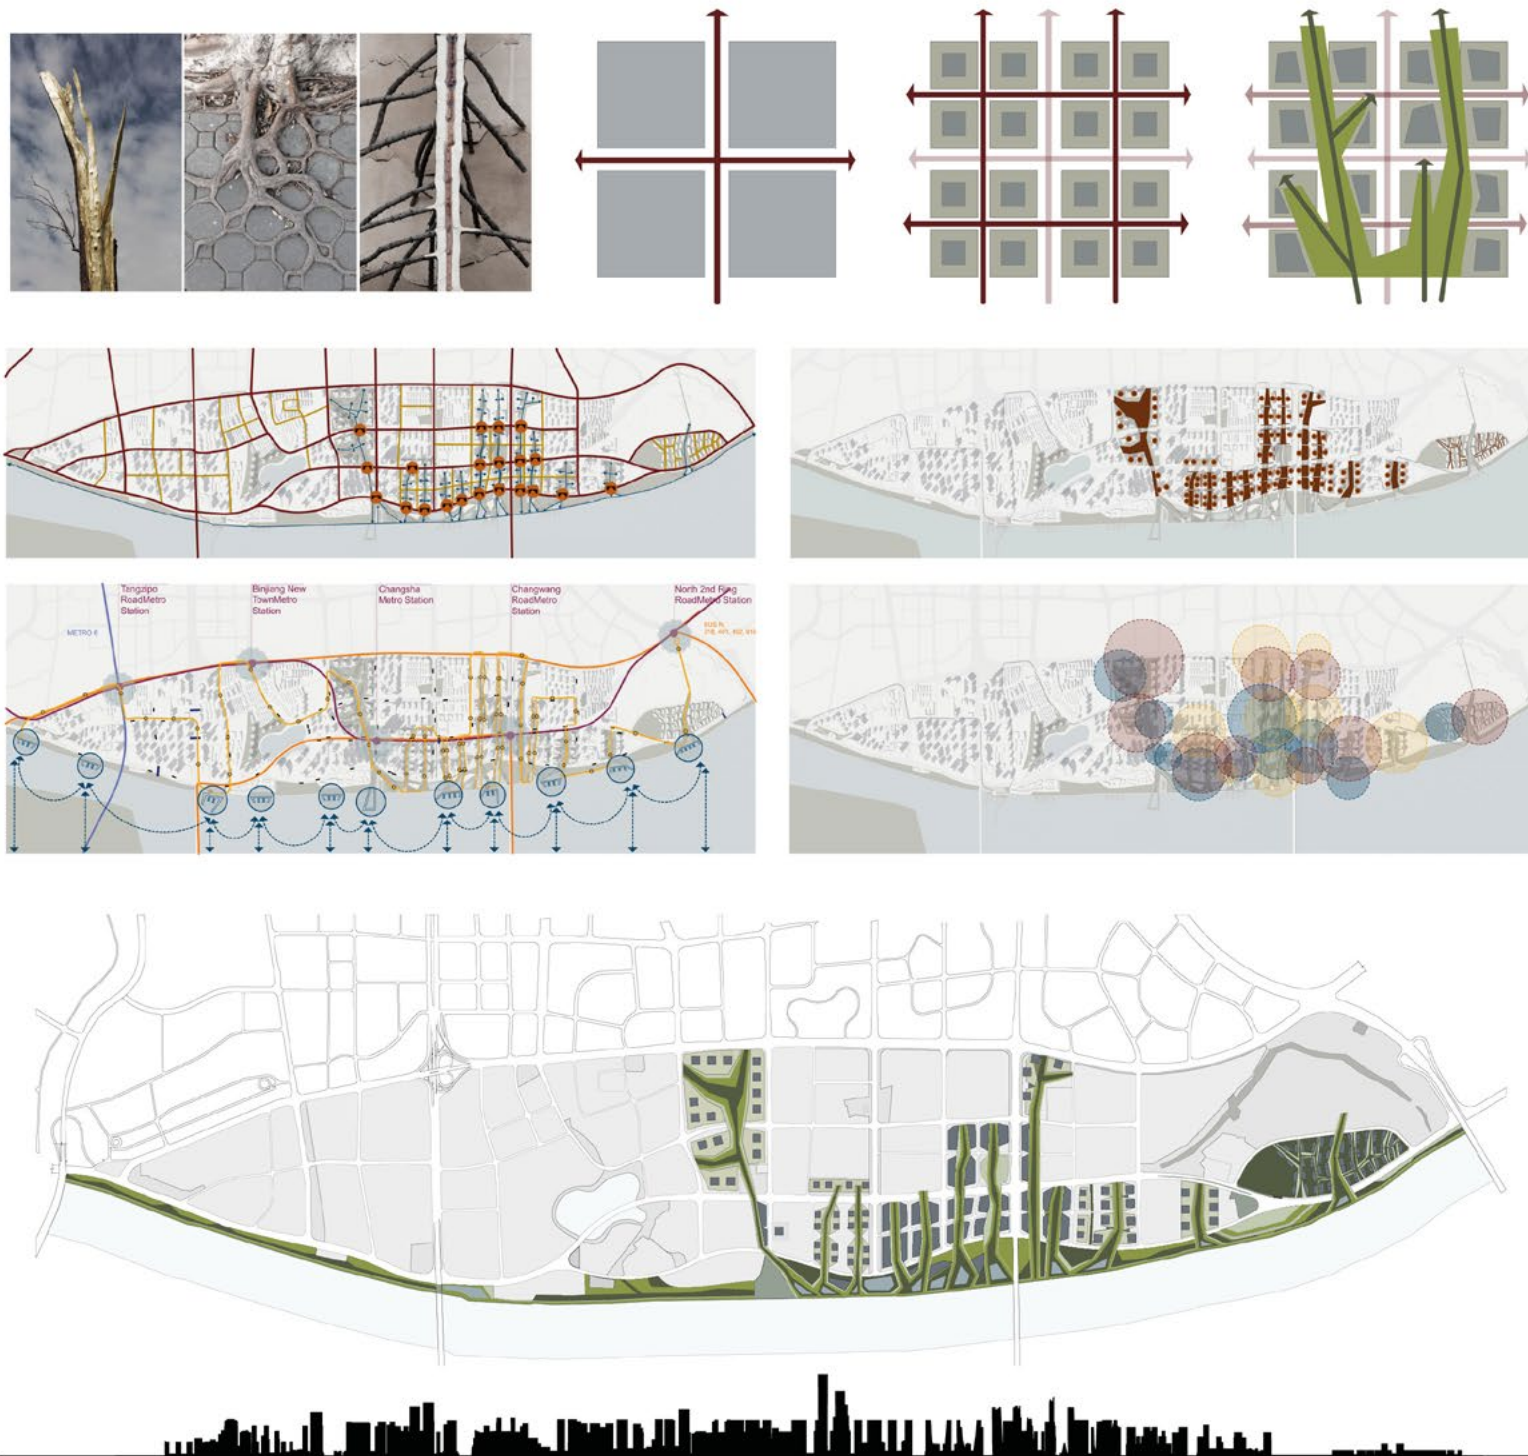 Tangzipo
RoadMetro
Station
Binjiang New
TownMetro
Station
Changsha
Metro Station
Changwang
RoadMetro
Station
North 2nd Ring
RoadMetro Station
METRO 6
BUS N.